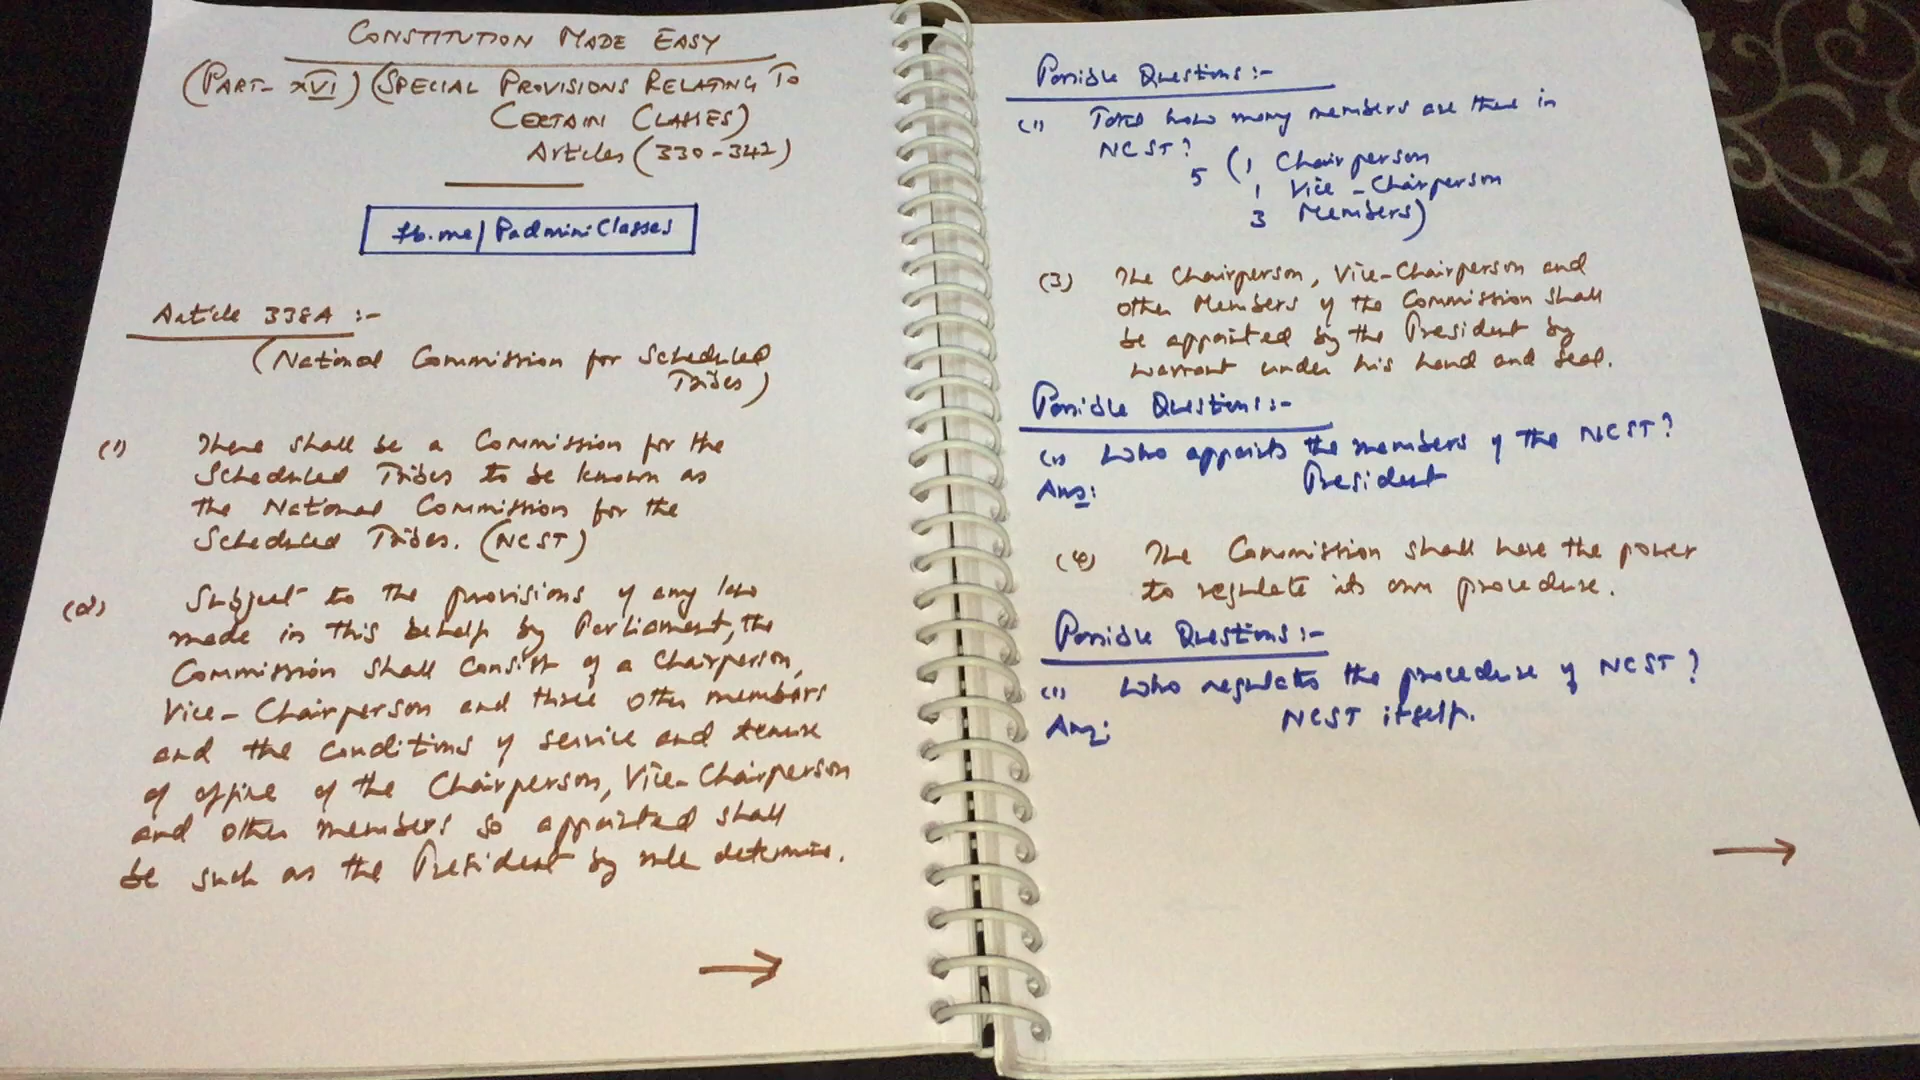 CONSTITUTION MADE EASY
(PART- XVI) (SPECIAL PROVISIONS RELATING TO
CERTAIN CLASSES)
Articles (330-342)
fb.me/PadminiClasses
Article 338A :-
(National Commission for Scheduled
Tribes)
(1) There shall be a Commission for the
Scheduled Tribes to be known as
the National Commission for the
Scheduled Tribes. (NCST)
(2) Subject to the provisions of any law
made in this behalf by Parliament, the
Commission shall consist of a Chairperson,
Vice-Chairperson and three other members
and the conditions of service and tenure
of office of the Chairperson, Vice-Chairperson
and other members so appointed shall
be such as the President by rule determine.
Possible Questions :-
(1) Total how many members are there in
NCST?
5 (1 Chairperson
1 Vice-Chairperson
3 Members)
(3) The Chairperson, Vice-Chairperson and
other Members of the Commission shall
be appointed by the President by
warrant under his hand and seal.
Possible Questions :-
(1) Who appoints the members of the NCST?
Ans: President
(4) The Commission shall have the power
to regulate its own procedure.
Possible Questions :-
(1) Who regulates the procedure of NCST?
Ans: NCST itself.